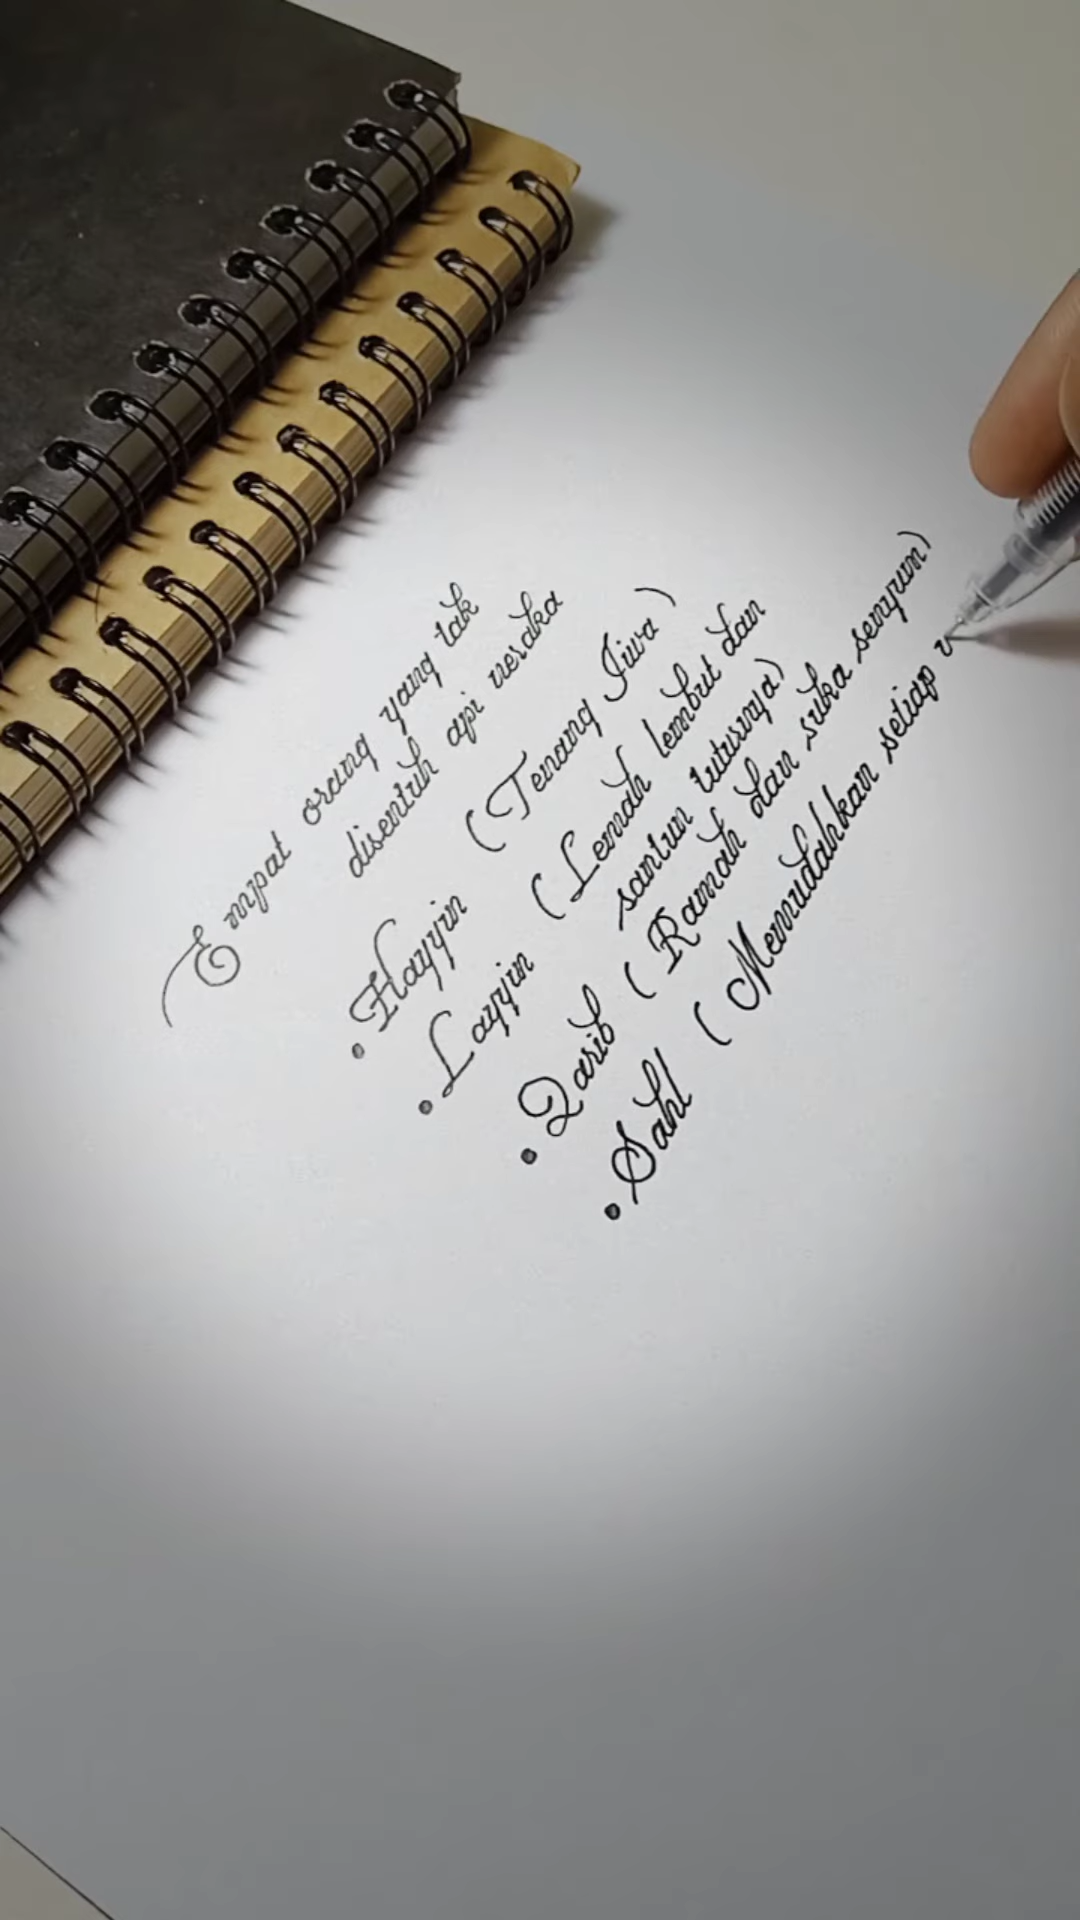 Empat orang yang tak
disentuh api neraka
• Hayyin (Tenang Jiwa)
• Layyin (Lemah lembut dan
santun tuturnya)
• Qarib (Ramah dan suka senyum)
• Sahl (Memudahkan setiap